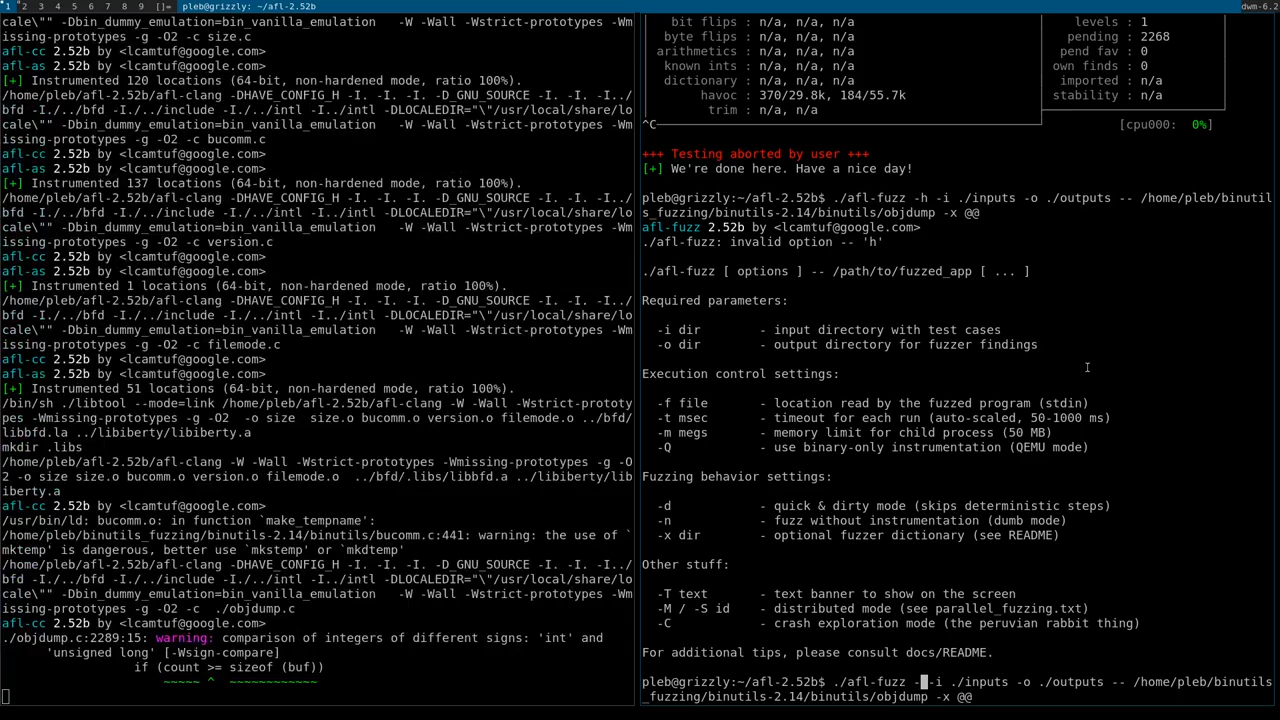 1 2 3 4 5 6 7 8 9 []= pleb@grizzly: ~/afl-2.52b dwm-6.2
cale\"" -Dbin_dummy_emulation=bin_vanilla_emulation   -W -Wall -Wstrict-prototypes -Wm
issing-prototypes -g -O2 -c size.c
afl-cc 2.52b by <lcamtuf@google.com>
afl-as 2.52b by <lcamtuf@google.com>
[+] Instrumented 120 locations (64-bit, non-hardened mode, ratio 100%).
/home/pleb/afl-2.52b/afl-clang -DHAVE_CONFIG_H -I. -I. -I. -D_GNU_SOURCE -I. -I. -I../
bfd -I./../bfd -I./../include -I./../intl -I../intl -DLOCALEDIR="\"/usr/local/share/lo
cale\"" -Dbin_dummy_emulation=bin_vanilla_emulation   -W -Wall -Wstrict-prototypes -Wm
issing-prototypes -g -O2 -c bucomm.c
afl-cc 2.52b by <lcamtuf@google.com>
afl-as 2.52b by <lcamtuf@google.com>
[+] Instrumented 137 locations (64-bit, non-hardened mode, ratio 100%).
/home/pleb/afl-2.52b/afl-clang -DHAVE_CONFIG_H -I. -I. -I. -D_GNU_SOURCE -I. -I. -I../
bfd -I./../bfd -I./../include -I./../intl -I../intl -DLOCALEDIR="\"/usr/local/share/lo
cale\"" -Dbin_dummy_emulation=bin_vanilla_emulation   -W -Wall -Wstrict-prototypes -Wm
issing-prototypes -g -O2 -c version.c
afl-cc 2.52b by <lcamtuf@google.com>
afl-as 2.52b by <lcamtuf@google.com>
[+] Instrumented 1 locations (64-bit, non-hardened mode, ratio 100%).
/home/pleb/afl-2.52b/afl-clang -DHAVE_CONFIG_H -I. -I. -I. -D_GNU_SOURCE -I. -I. -I../
bfd -I./../bfd -I./../include -I./../intl -I../intl -DLOCALEDIR="\"/usr/local/share/lo
cale\"" -Dbin_dummy_emulation=bin_vanilla_emulation   -W -Wall -Wstrict-prototypes -Wm
issing-prototypes -g -O2 -c filemode.c
afl-cc 2.52b by <lcamtuf@google.com>
afl-as 2.52b by <lcamtuf@google.com>
[+] Instrumented 51 locations (64-bit, non-hardened mode, ratio 100%).
/bin/sh ./libtool --mode=link /home/pleb/afl-2.52b/afl-clang -W -Wall -Wstrict-prototy
pes -Wmissing-prototypes -g -O2  -o size  size.o bucomm.o version.o filemode.o ../bfd/
libbfd.la ../libiberty/libiberty.a
mkdir .libs
/home/pleb/afl-2.52b/afl-clang -W -Wall -Wstrict-prototypes -Wmissing-prototypes -g -O
2 -o size size.o bucomm.o version.o filemode.o  ../bfd/.libs/libbfd.a ../libiberty/lib
iberty.a
afl-cc 2.52b by <lcamtuf@google.com>
/usr/bin/ld: bucomm.o: in function `make_tempname':
/home/pleb/binutils_fuzzing/binutils-2.14/binutils/bucomm.c:441: warning: the use of `
mktemp' is dangerous, better use `mkstemp' or `mkdtemp'
/home/pleb/afl-2.52b/afl-clang -DHAVE_CONFIG_H -I. -I. -I. -D_GNU_SOURCE -I. -I. -I../
bfd -I./../bfd -I./../include -I./../intl -I../intl -DLOCALEDIR="\"/usr/local/share/lo
cale\"" -Dbin_dummy_emulation=bin_vanilla_emulation   -W -Wall -Wstrict-prototypes -Wm
issing-prototypes -g -O2 -c  ./objdump.c
afl-cc 2.52b by <lcamtuf@google.com>
./objdump.c:2289:15: warning: comparison of integers of different signs: 'int' and
      'unsigned long' [-Wsign-compare]
                  if (count >= sizeof (buf))
                      ~~~~~ ^  ~~~~~~~~~~~~
bit flips : n/a, n/a, n/a levels : 1
byte flips : n/a, n/a, n/a pending : 2268
arithmetics : n/a, n/a, n/a pend fav : 0
known ints : n/a, n/a, n/a own finds : 0
dictionary : n/a, n/a, n/a imported : n/a
havoc : 370/29.8k, 184/55.7k stability : n/a
trim : n/a, n/a
^C [cpu000:  0%]
+++ Testing aborted by user +++
[+] We're done here. Have a nice day!
pleb@grizzly:~/afl-2.52b$ ./afl-fuzz -h -i ./inputs -o ./outputs -- /home/pleb/binutil
s_fuzzing/binutils-2.14/binutils/objdump -x @@
afl-fuzz 2.52b by <lcamtuf@google.com>
./afl-fuzz: invalid option -- 'h'
./afl-fuzz [ options ] -- /path/to/fuzzed_app [ ... ]
Required parameters:
  -i dir        - input directory with test cases
  -o dir        - output directory for fuzzer findings
Execution control settings:
  -f file       - location read by the fuzzed program (stdin)
  -t msec       - timeout for each run (auto-scaled, 50-1000 ms)
  -m megs       - memory limit for child process (50 MB)
  -Q            - use binary-only instrumentation (QEMU mode)
Fuzzing behavior settings:
  -d            - quick & dirty mode (skips deterministic steps)
  -n            - fuzz without instrumentation (dumb mode)
  -x dir        - optional fuzzer dictionary (see README)
Other stuff:
  -T text       - text banner to show on the screen
  -M / -S id    - distributed mode (see parallel_fuzzing.txt)
  -C            - crash exploration mode (the peruvian rabbit thing)
For additional tips, please consult docs/README.
pleb@grizzly:~/afl-2.52b$ ./afl-fuzz - -i ./inputs -o ./outputs -- /home/pleb/binutils
_fuzzing/binutils-2.14/binutils/objdump -x @@